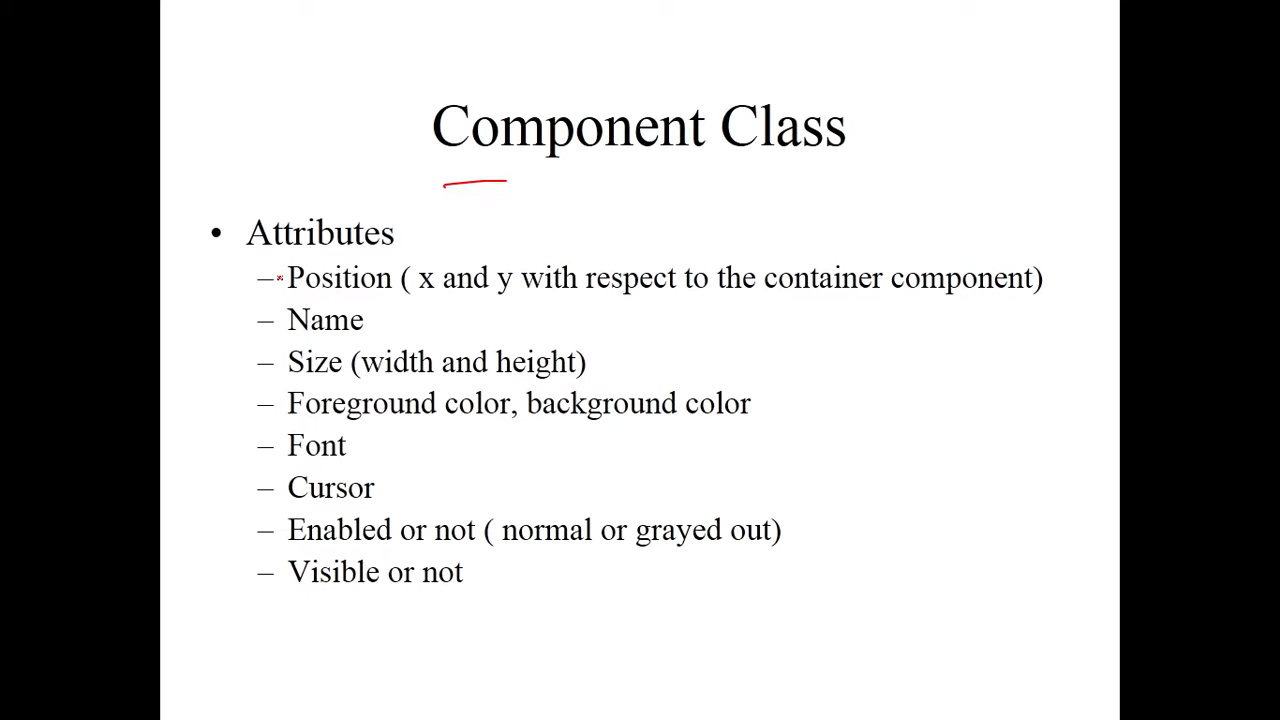 Component Class
• Attributes
– Position ( x and y with respect to the container component)
– Name
– Size (width and height)
– Foreground color, background color
– Font
– Cursor
– Enabled or not ( normal or grayed out)
– Visible or not